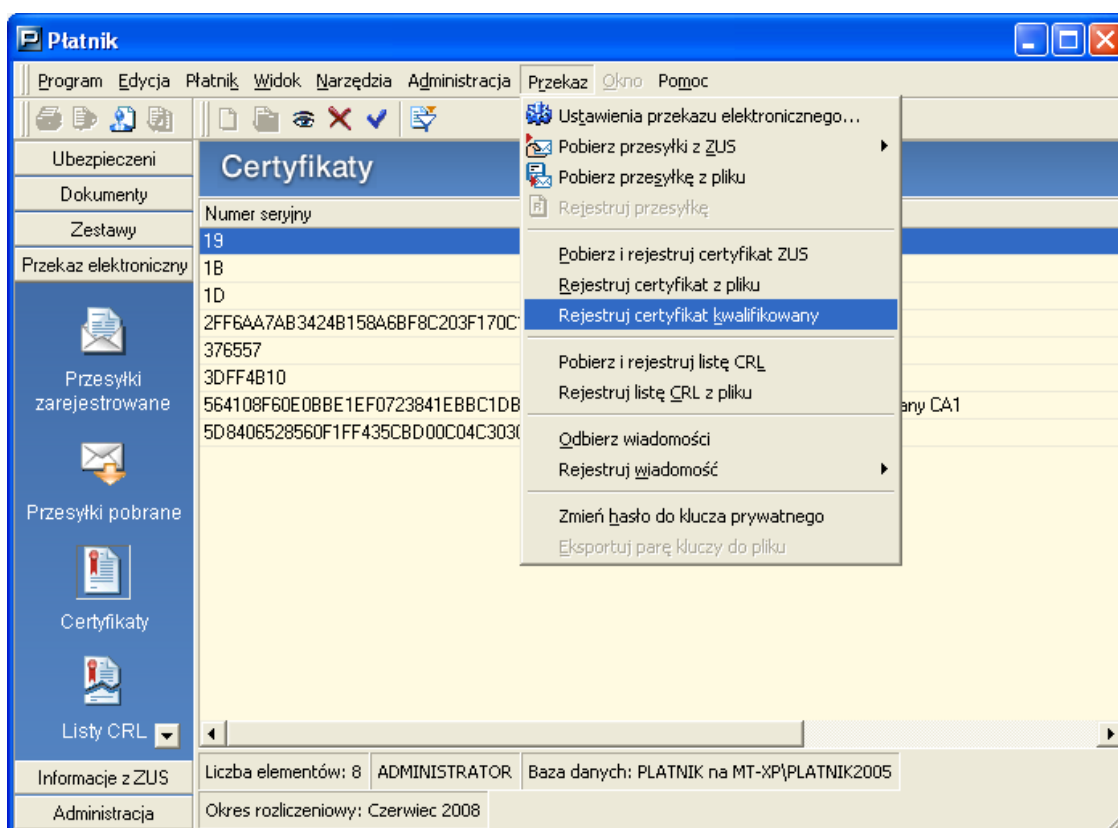 Płatnik
Program Edycja Płatnik Widok Narzędzia Administracja Przekaz Okno Pomoc
Ubezpieczeni
Dokumenty
Zestawy
Przekaz elektroniczny
Przesyłki
zarejestrowane
Przesyłki pobrane
Certyfikaty
Listy CRL
Informacje z ZUS
Administracja
Certyfikaty
Numer seryjny
19
1B
1D
2FF6AA7AB3424B158A6BF8C203F170C
376557
3DFF4B10
564108F60E0BBE1EF0723841EBBC1DB
any CA1
5D8406528560F1FF435CBD00C04C303
Ustawienia przekazu elektronicznego...
Pobierz przesyłki z ZUS
Pobierz przesyłkę z pliku
Rejestruj przesyłkę
Pobierz i rejestruj certyfikat ZUS
Rejestruj certyfikat z pliku
Rejestruj certyfikat kwalifikowany
Pobierz i rejestruj listę CRL
Rejestruj listę CRL z pliku
Odbierz wiadomości
Rejestruj wiadomość
Zmień hasło do klucza prywatnego
Eksportuj parę kluczy do pliku
Liczba elementów: 8 ADMINISTRATOR Baza danych: PLATNIK na MT-XP\PLATNIK2005
Okres rozliczeniowy: Czerwiec 2008